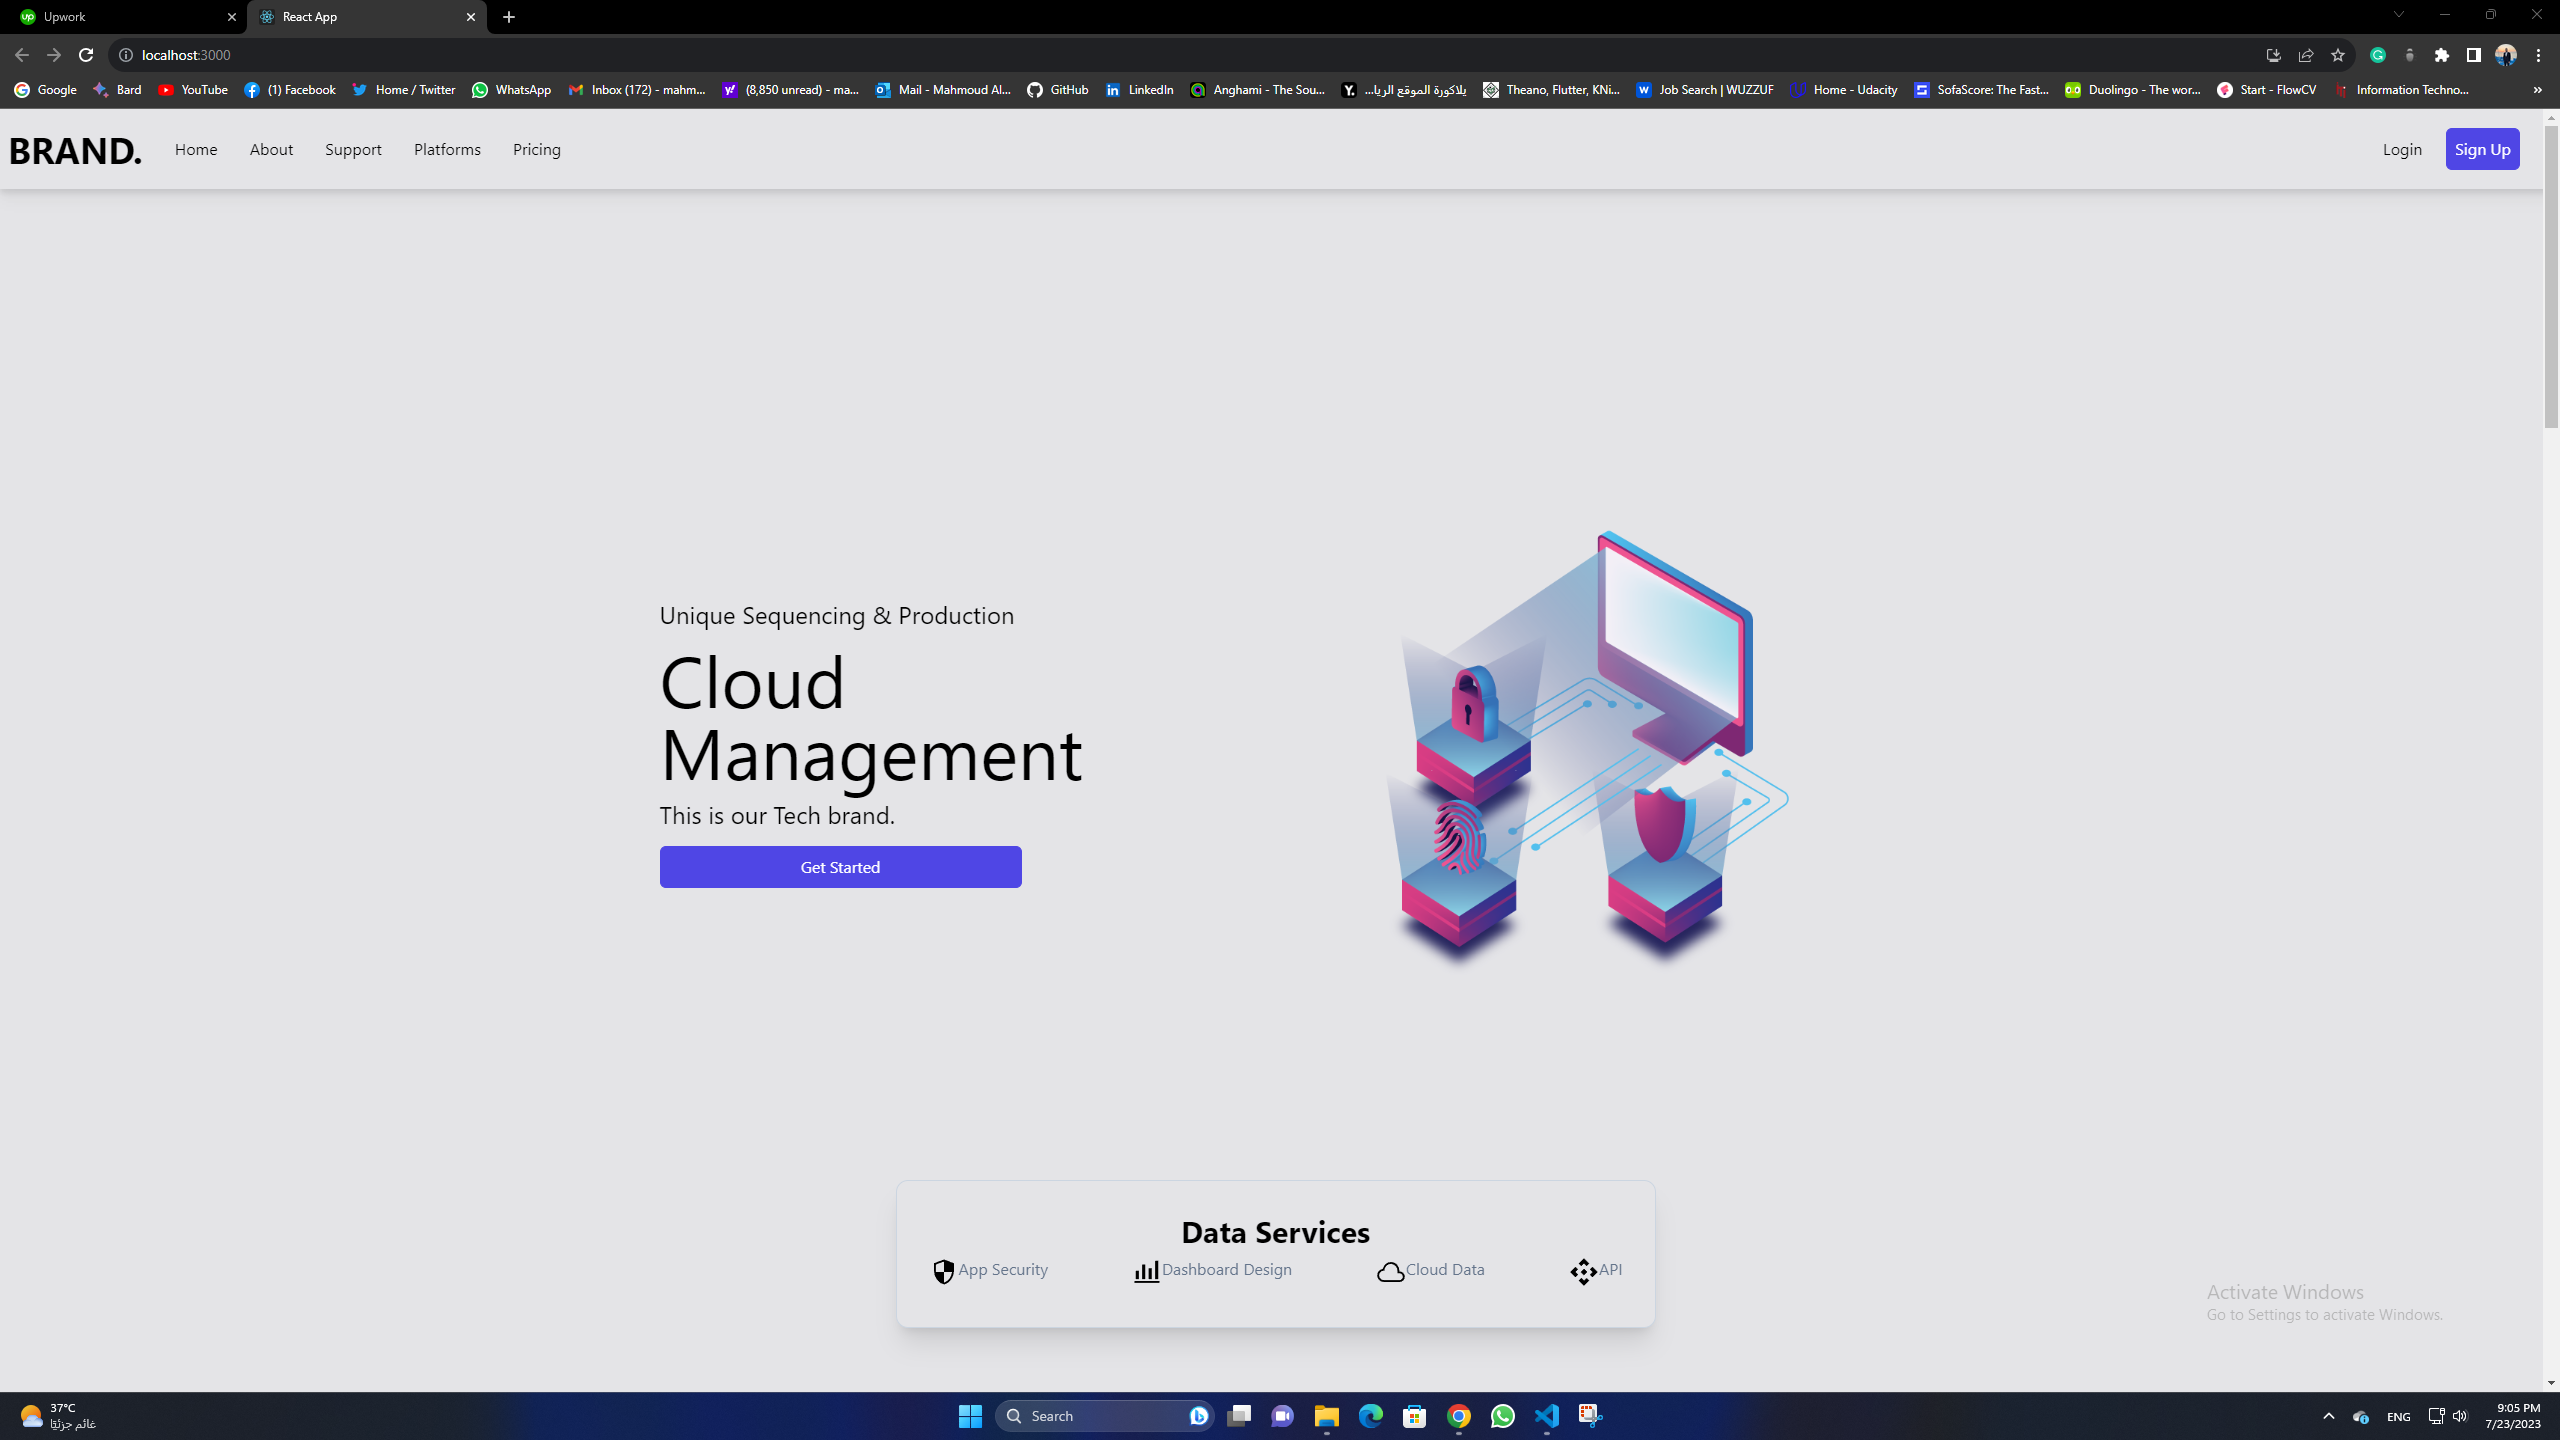 Upwork
React App
localhost:3000
Google
Bard
YouTube
(1) Facebook
Home / Twitter
WhatsApp
Inbox (172) - mahm...
(8,850 unread) - ma...
Mail - Mahmoud Al...
GitHub
LinkedIn
Anghami - The Sou...
يلاكورة الموقع الريا...
Theano, Flutter, KNi...
Job Search | WUZZUF
Home - Udacity
SofaScore: The Fast...
Duolingo - The wor...
Start - FlowCV
Information Techno...
BRAND.
Home
About
Support
Platforms
Pricing
Login
Sign Up
Unique Sequencing & Production
Cloud
Management
This is our Tech brand.
Get Started
Data Services
App Security
Dashboard Design
Cloud Data
API
Activate Windows
Go to Settings to activate Windows.
37°C
غائم جزئيًا
Search
ENG
9:05 PM
7/23/2023